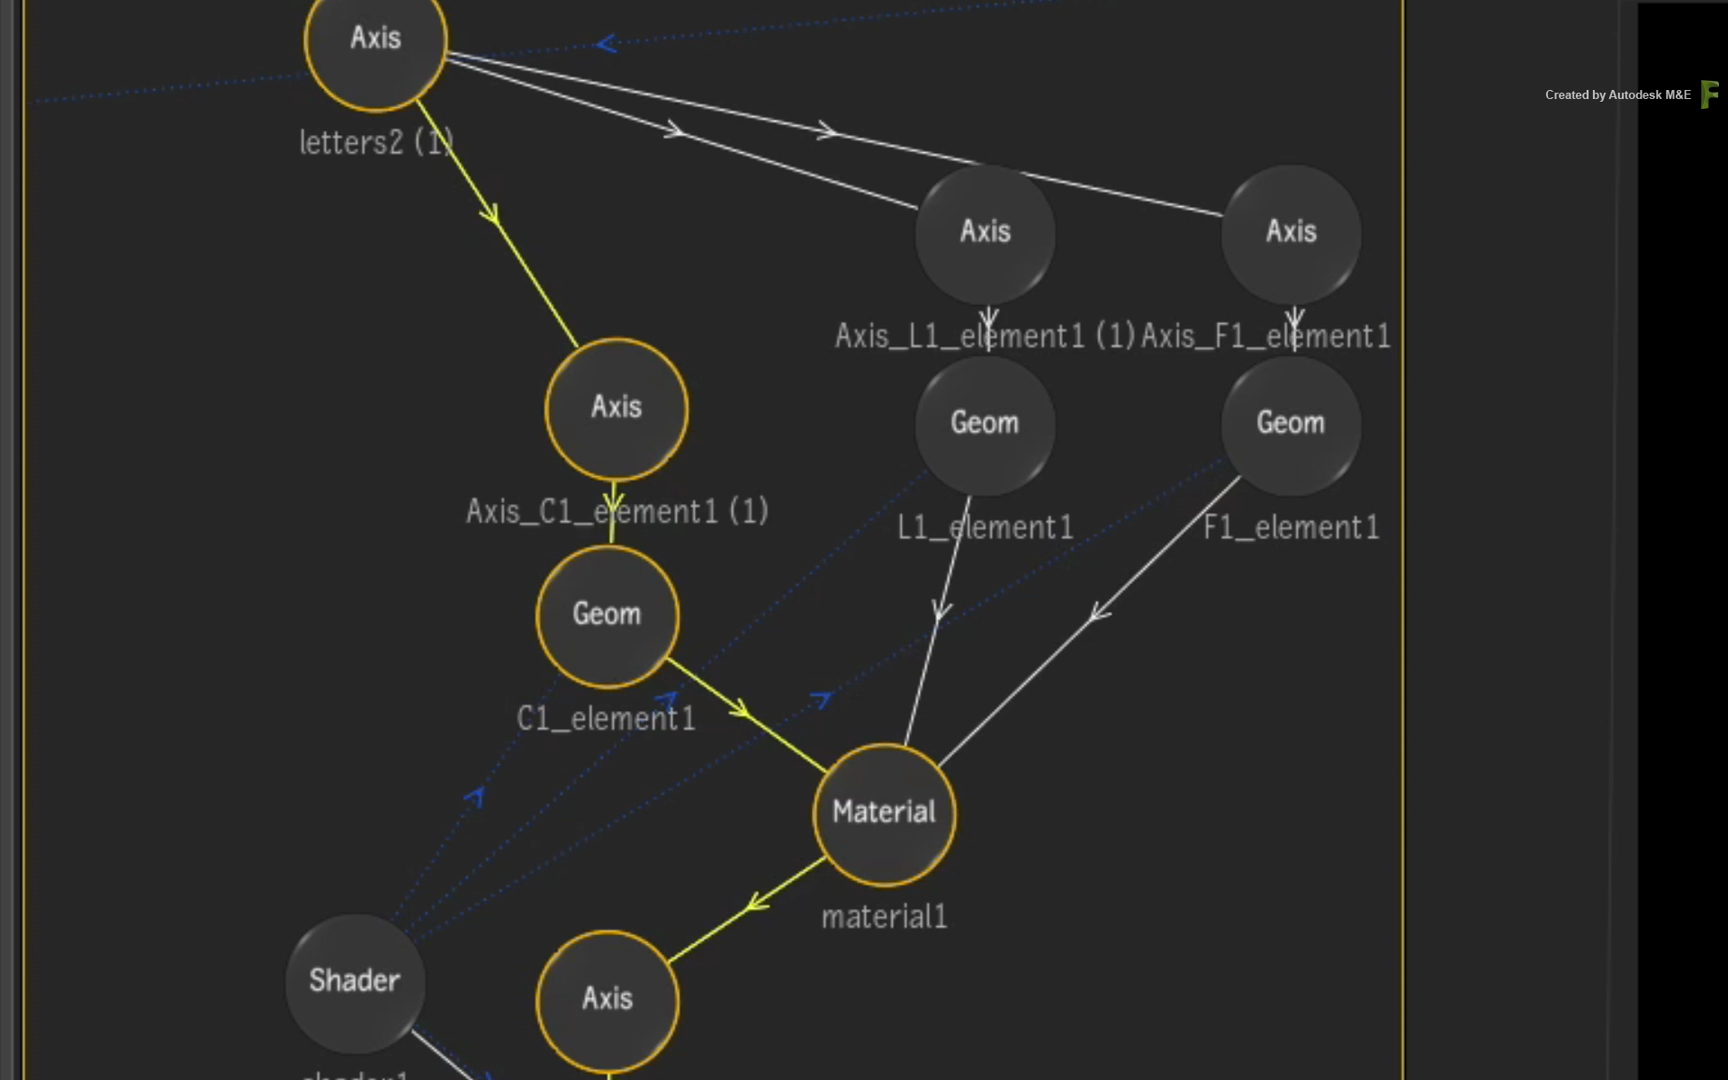 Axis
Created by Autodesk M&E
letters2 (1)
Axis
Axis
Axis_L1_element1 (1)
Axis_F1_element1
Axis
Geom
Geom
Axis_C1_element1 (1)
L1_element1
F1_element1
Geom
C1_element1
Material
material1
Shader
Axis
shader1